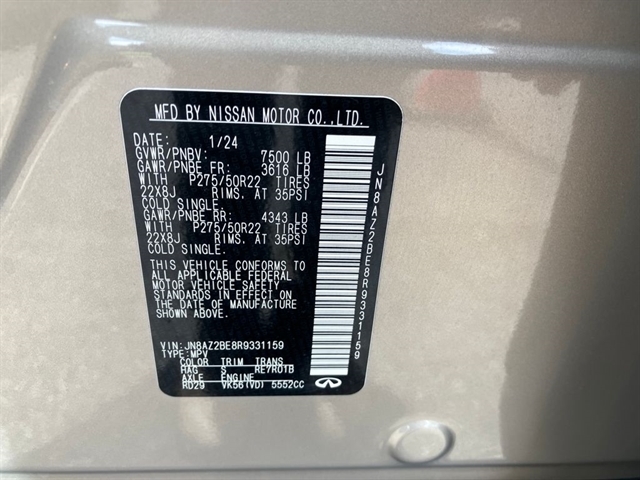 MFD BY NISSAN MOTOR CO.,LTD.
DATE: 1/24
GVWR/PNBV: 7500 LB
GAWR/PNBE FR: 3616 LB
WITH P275/50R22 TIRES
22X8J RIMS. AT 35PSI
COLD SINGLE.
GAWR/PNBE RR: 4343 LB
WITH P275/50R22 TIRES
22X8J RIMS. AT 35PSI
COLD SINGLE.
THIS VEHICLE CONFORMS TO
ALL APPLICABLE FEDERAL
MOTOR VEHICLE SAFETY
STANDARDS IN EFFECT ON
THE DATE OF MANUFACTURE
SHOWN ABOVE.
VIN: JN8AZ2BE8R9331159
TYPE: MPV
COLOR TRIM TRANS
HAG S RE7R01B
AXLE ENGINE
RD29 VK56(VD) 5552CC
JN8AZ2BE8R9331159
INFINITI